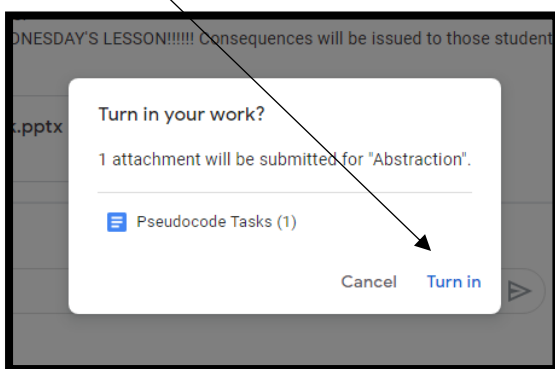 ONESDAY'S LESSON!!!!!! Consequences will be issued to those student
Turn in your work?
.pptx
1 attachment will be submitted for "Abstraction".
Pseudocode Tasks (1)
Cancel Turn in